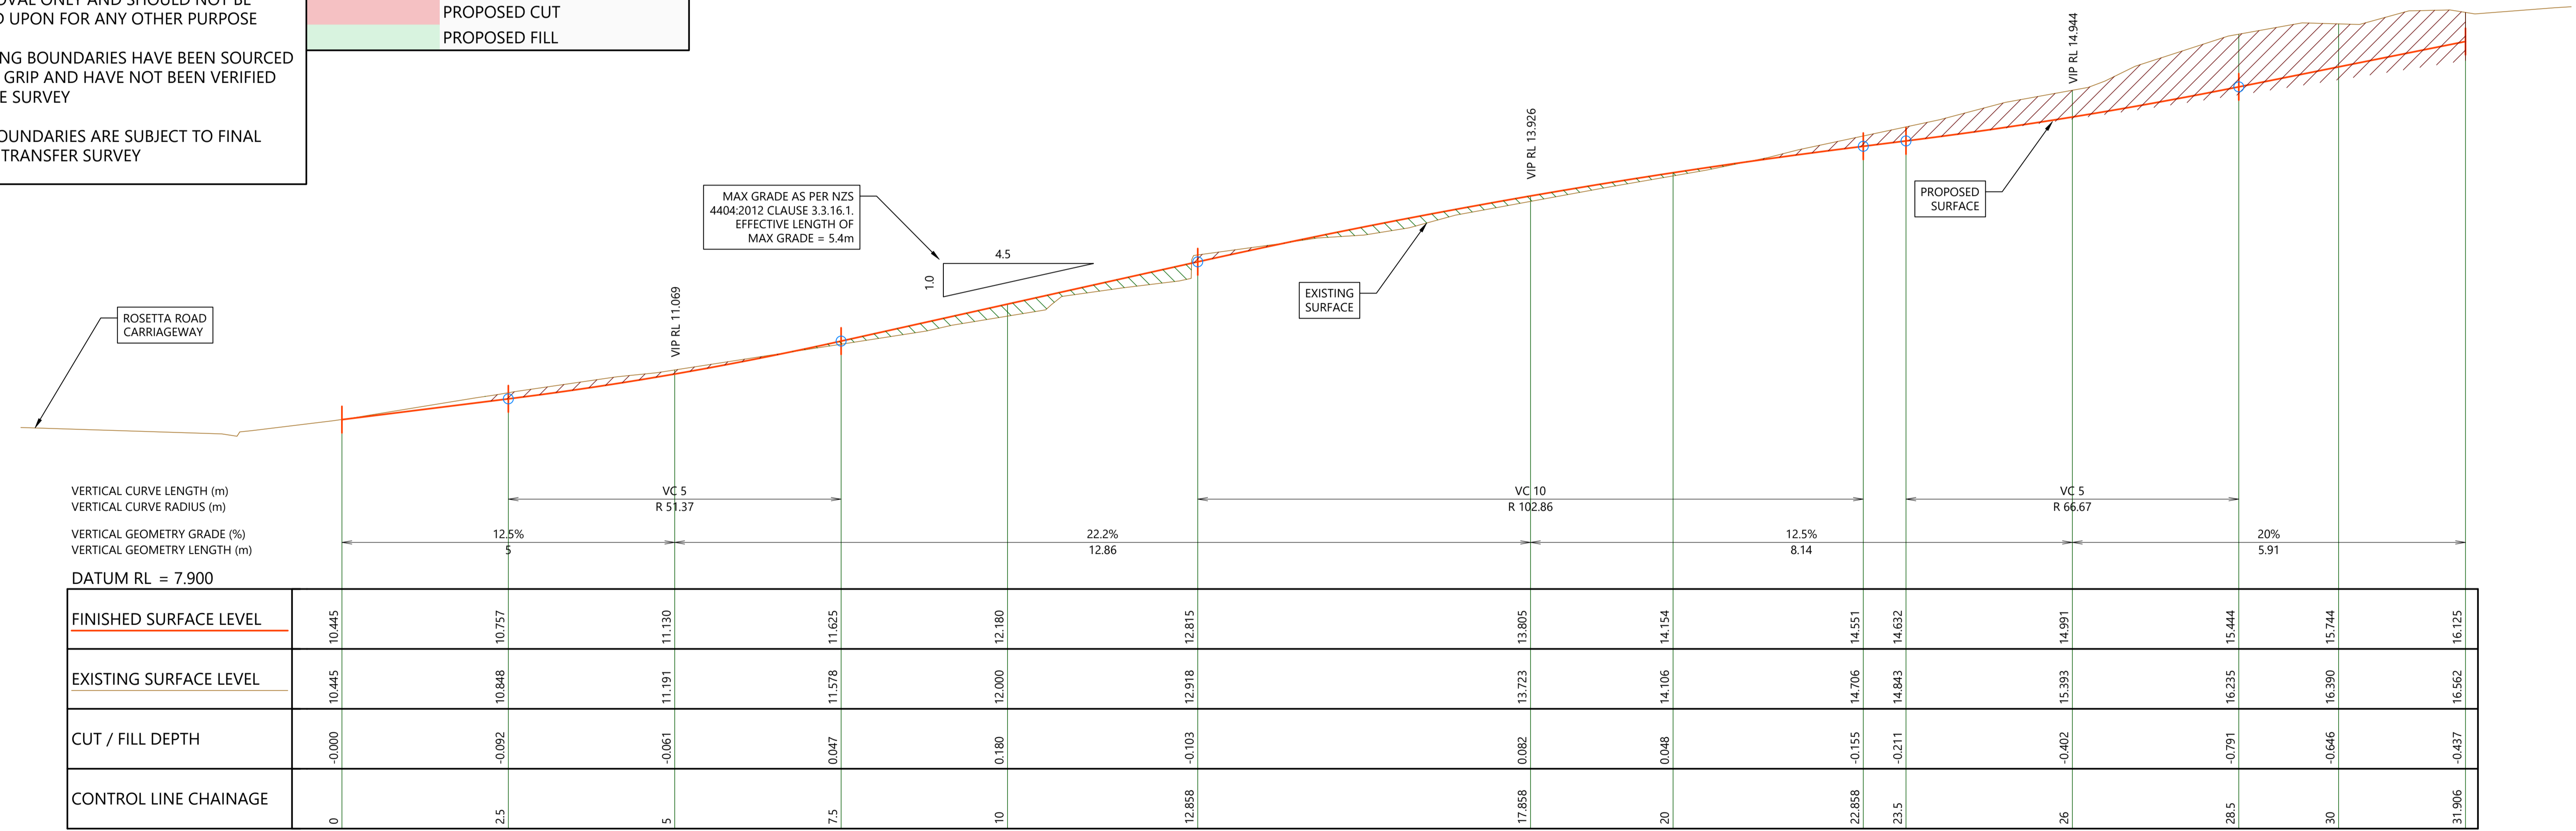 OVAL ONLY AND SHOULD NOT BE
D UPON FOR ANY OTHER PURPOSE
NG BOUNDARIES HAVE BEEN SOURCED
GRIP AND HAVE NOT BEEN VERIFIED
E SURVEY
OUNDARIES ARE SUBJECT TO FINAL
TRANSFER SURVEY
PROPOSED CUT
PROPOSED FILL
ROSETTA ROAD
CARRIAGEWAY
VIP RL 11.069
MAX GRADE AS PER NZS
4404:2012 CLAUSE 3.3.16.1.
EFFECTIVE LENGTH OF
MAX GRADE = 5.4m
4.5
1.0
EXISTING
SURFACE
VIP RL 13.926
PROPOSED
SURFACE
VIP RL 14.944
VERTICAL CURVE LENGTH (m)
VC 5
VC 10
VC 5
VERTICAL CURVE RADIUS (m)
R 51.37
R 102.86
R 66.67
VERTICAL GEOMETRY GRADE (%)
12.5%
22.2%
12.5%
20%
VERTICAL GEOMETRY LENGTH (m)
5
12.86
8.14
5.91
DATUM RL = 7.900
FINISHED SURFACE LEVEL
10.445
10.757
11.130
11.625
12.180
12.815
13.805
14.154
14.551
14.632
14.991
15.444
15.744
16.125
EXISTING SURFACE LEVEL
10.445
10.848
11.191
11.578
12.000
12.918
13.723
14.106
14.706
14.843
15.393
16.235
16.390
16.562
CUT / FILL DEPTH
-0.000
-0.092
-0.061
0.047
0.180
-0.103
0.082
0.048
-0.155
-0.211
-0.402
-0.791
-0.646
-0.437
CONTROL LINE CHAINAGE
0
2.5
5
7.5
10
12.858
17.858
20
22.858
23.5
26
28.5
30
31.906